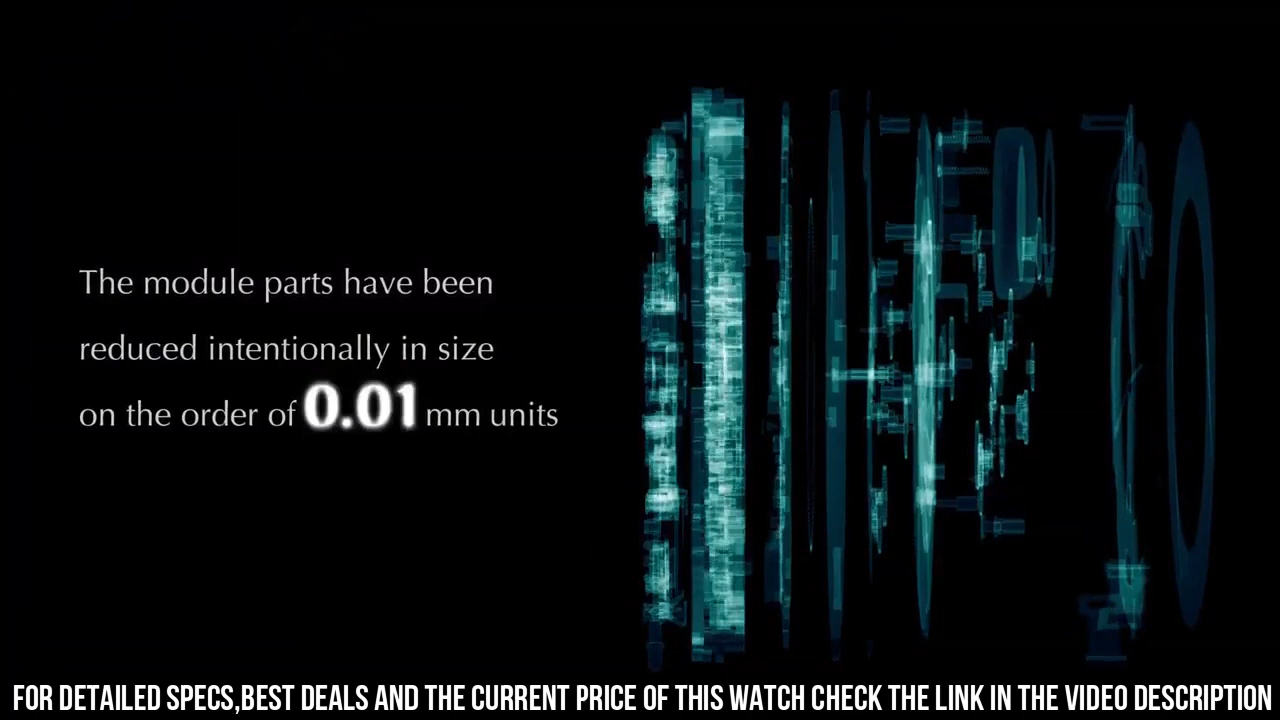 The module parts have been
reduced intentionally in size
on the order of 0.01 mm units
FOR DETAILED SPECS,BEST DEALS AND THE CURRENT PRICE OF THIS WATCH CHECK THE LINK IN THE VIDEO DESCRIPTION